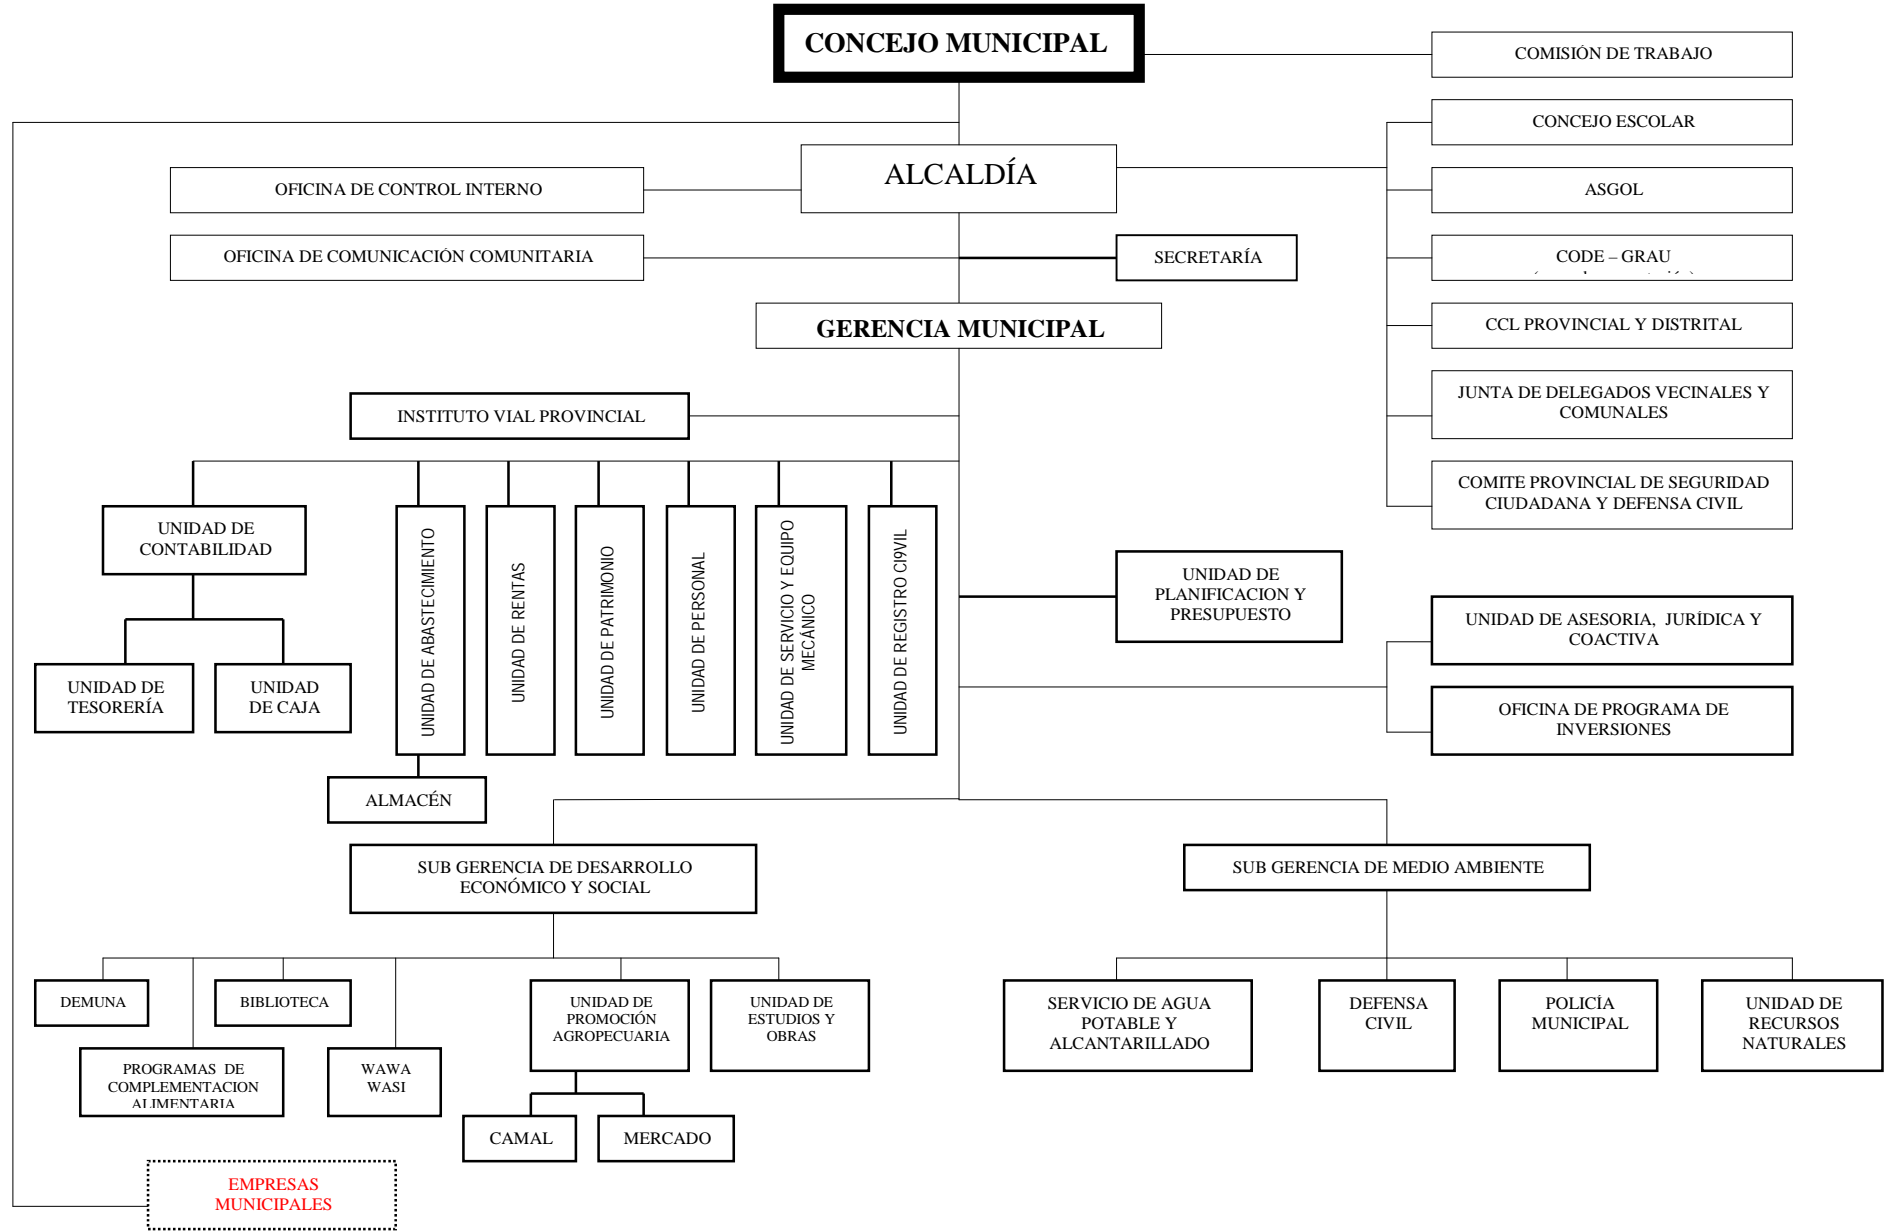 CONCEJO MUNICIPAL
COMISIÓN DE TRABAJO
CONCEJO ESCOLAR
ALCALDÍA
OFICINA DE CONTROL INTERNO
ASGOL
OFICINA DE COMUNICACIÓN COMUNITARIA
SECRETARÍA
CODE – GRAU
GERENCIA MUNICIPAL
CCL PROVINCIAL Y DISTRITAL
INSTITUTO VIAL PROVINCIAL
JUNTA DE DELEGADOS VECINALES Y
COMUNALES
COMITE PROVINCIAL DE SEGURIDAD
CIUDADANA Y DEFENSA CIVIL
UNIDAD DE
CONTABILIDAD
UNIDAD DE ABASTECIMIENTO
UNIDAD DE RENTAS
UNIDAD DE PATRIMONIO
UNIDAD DE PERSONAL
UNIDAD DE SERVICIO Y EQUIPO
MECÁNICO
UNIDAD DE REGISTRO CI9VIL
UNIDAD DE
PLANIFICACION Y
PRESUPUESTO
UNIDAD DE ASESORIA,  JURÍDICA Y
COACTIVA
UNIDAD DE
TESORERÍA
UNIDAD
DE CAJA
OFICINA DE PROGRAMA DE
INVERSIONES
ALMACÉN
SUB GERENCIA DE DESARROLLO
ECONÓMICO Y SOCIAL
SUB GERENCIA DE MEDIO AMBIENTE
DEMUNA
BIBLIOTECA
UNIDAD DE
PROMOCIÓN
AGROPECUARIA
UNIDAD DE
ESTUDIOS Y
OBRAS
SERVICIO DE AGUA
POTABLE Y
ALCANTARILLADO
DEFENSA
CIVIL
POLICÍA
MUNICIPAL
UNIDAD DE
RECURSOS
NATURALES
PROGRAMAS  DE
COMPLEMENTACION
ALIMENTARIA
WAWA
WASI
CAMAL
MERCADO
EMPRESAS
MUNICIPALES